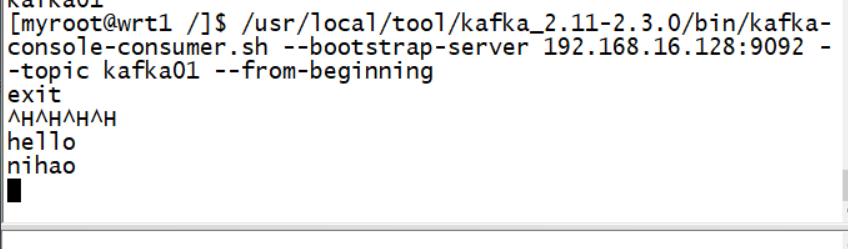 kafka01
[myroot@wrt1 /]$ /usr/local/tool/kafka_2.11-2.3.0/bin/kafka-
console-consumer.sh --bootstrap-server 192.168.16.128:9092 -
-topic kafka01 --from-beginning
exit
^H^H^H^H
hello
nihao